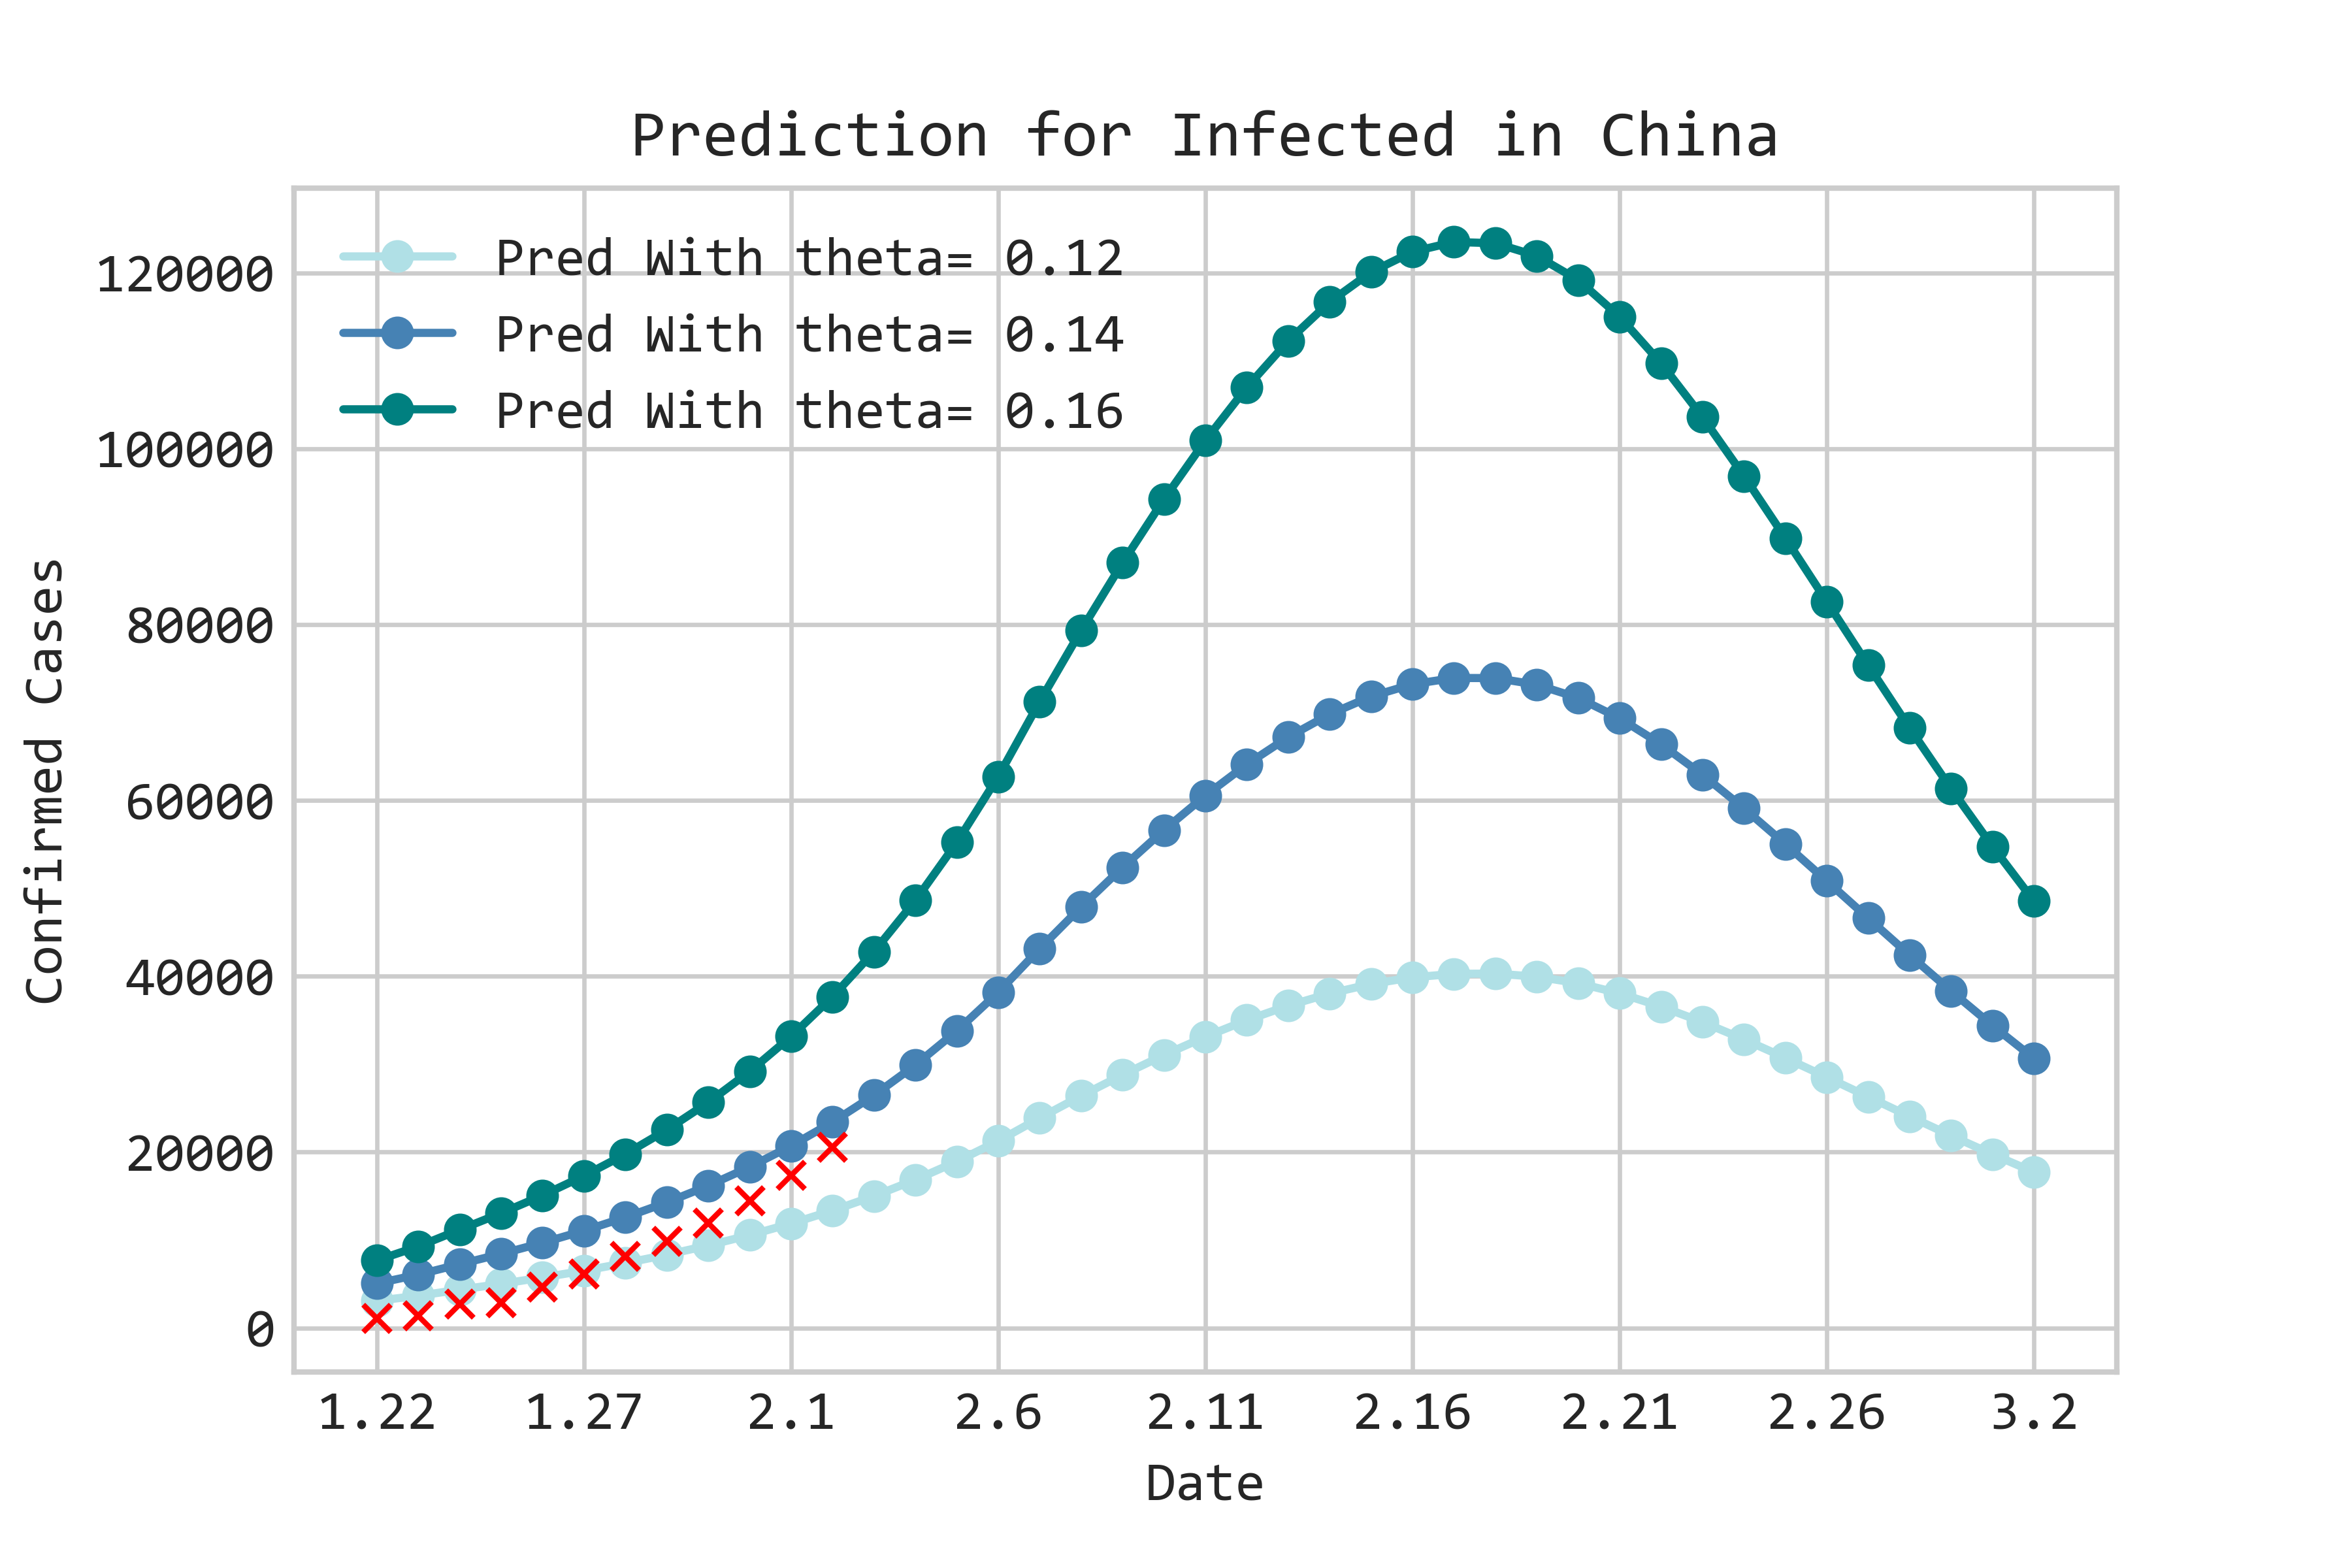 Prediction for Infected in China
Pred With theta= 0.12
Pred With theta= 0.14
Pred With theta= 0.16
120000
100000
80000
60000
40000
20000
0
Confirmed Cases
1.22 1.27 2.1 2.6 2.11 2.16 2.21 2.26 3.2
Date